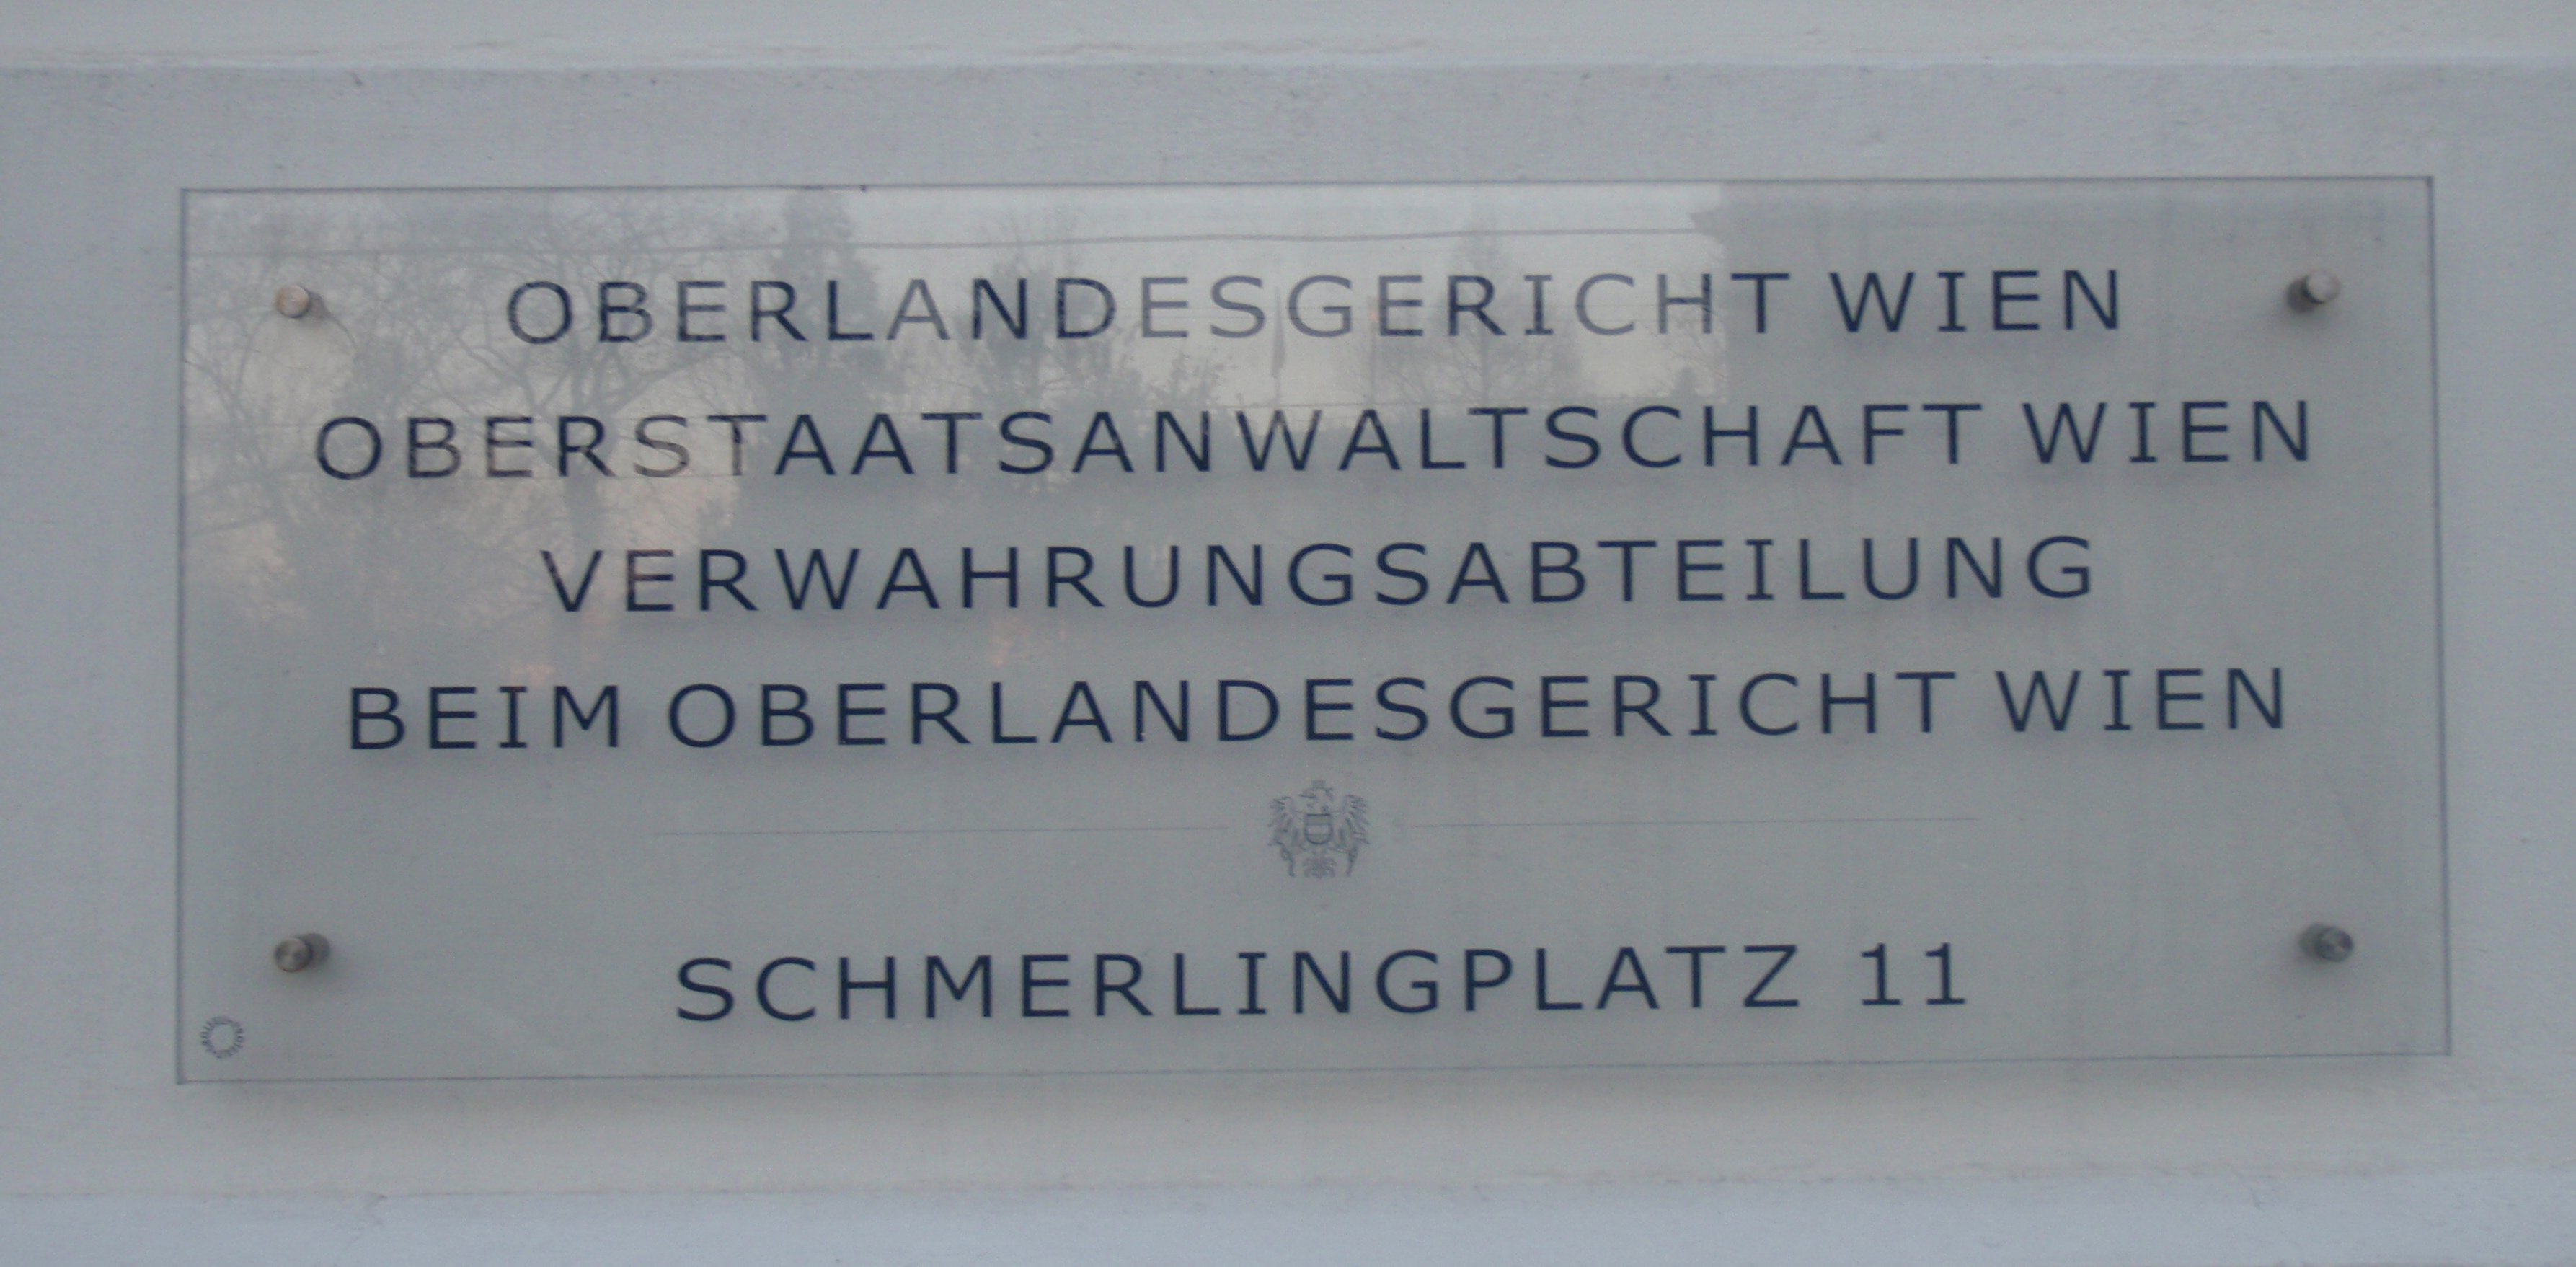 OBERLANDESGERICHT WIEN
OBERSTAATSANWALTSCHAFT WIEN
VERWAHRUNGSABTEILUNG
BEIM OBERLANDESGERICHT WIEN
SCHMERLINGPLATZ 11